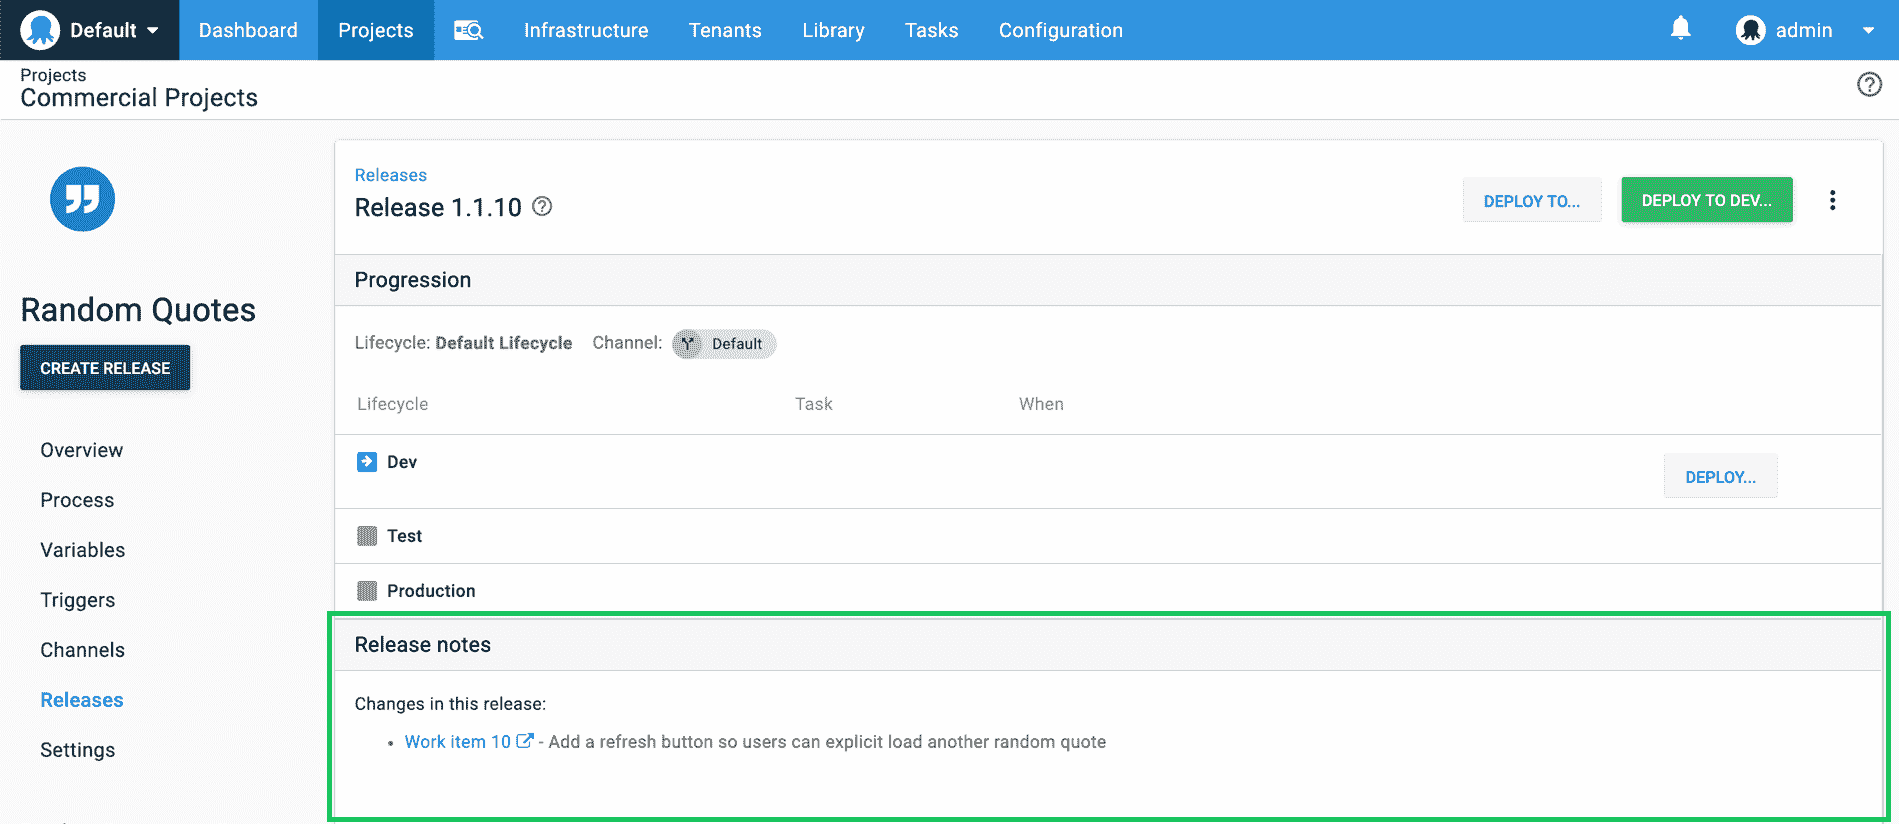 Default Dashboard Projects Infrastructure Tenants Library Tasks Configuration admin
Projects
Commercial Projects
Random Quotes
CREATE RELEASE
Overview
Process
Variables
Triggers
Channels
Releases
Settings
Releases
Release 1.1.10
DEPLOY TO... DEPLOY TO DEV...
Progression
Lifecycle: Default Lifecycle Channel: Default
Lifecycle Task When
Dev DEPLOY...
Test
Production
Release notes
Changes in this release:
• Work item 10 - Add a refresh button so users can explicit load another random quote